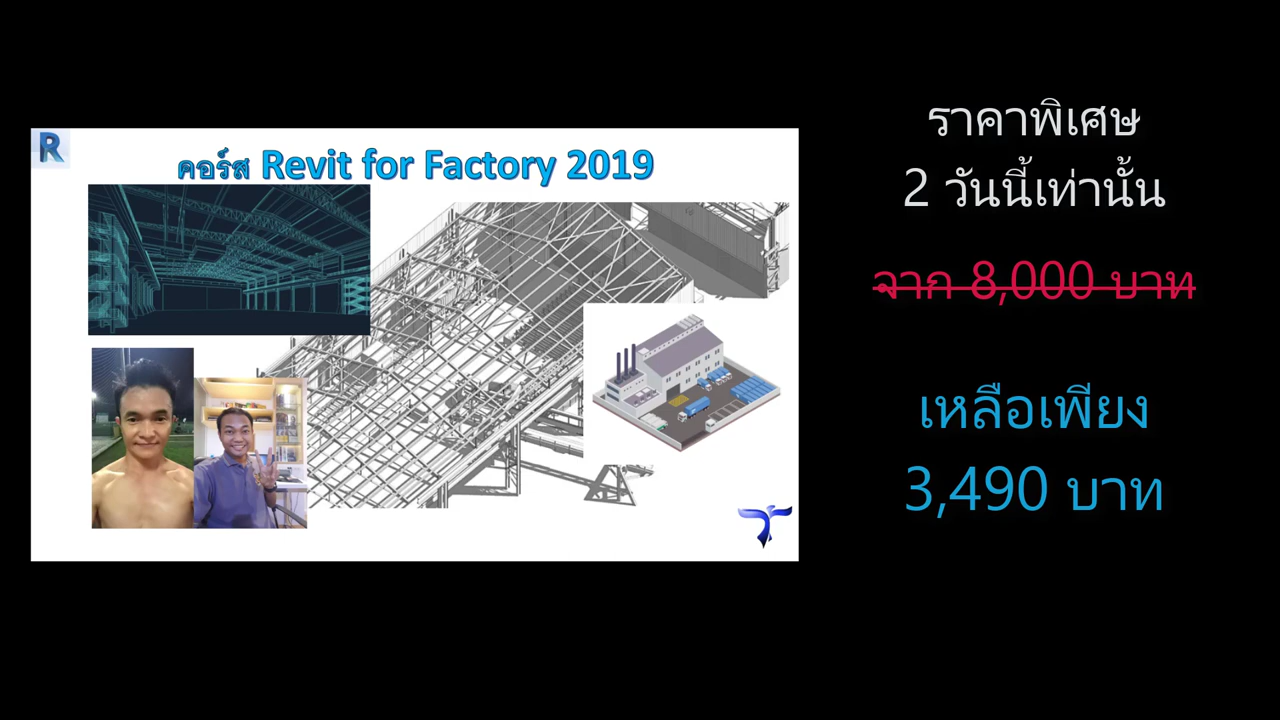 R
คอร์ส Revit for Factory 2019
ราคาพิเศษ
2 วันนี้เท่านั้น
จาก 8,000 บาท
เหลือเพียง
3,490 บาท